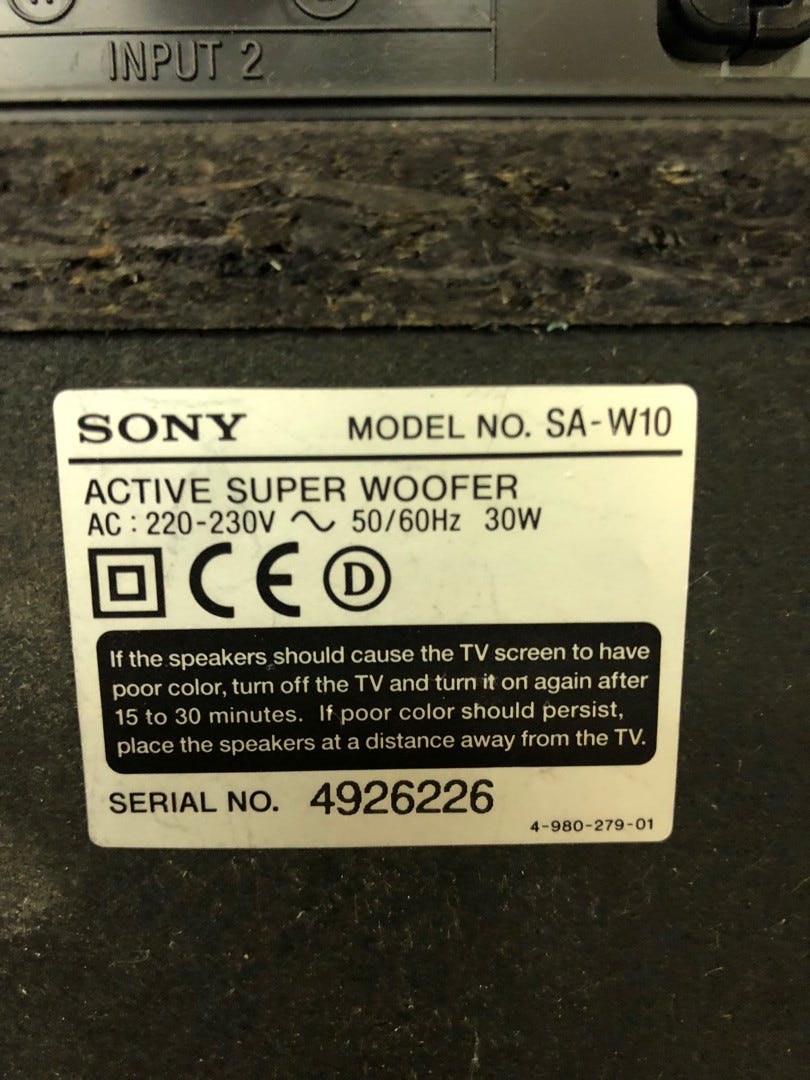 INPUT 2
SONY MODEL NO. SA-W10
ACTIVE SUPER WOOFER
AC : 220-230V ～ 50/60Hz 30W
CE D
If the speakers should cause the TV screen to have
poor color, turn off the TV and turn it on again after
15 to 30 minutes. If poor color should persist,
place the speakers at a distance away from the TV.
SERIAL NO. 4926226
4-980-279-01